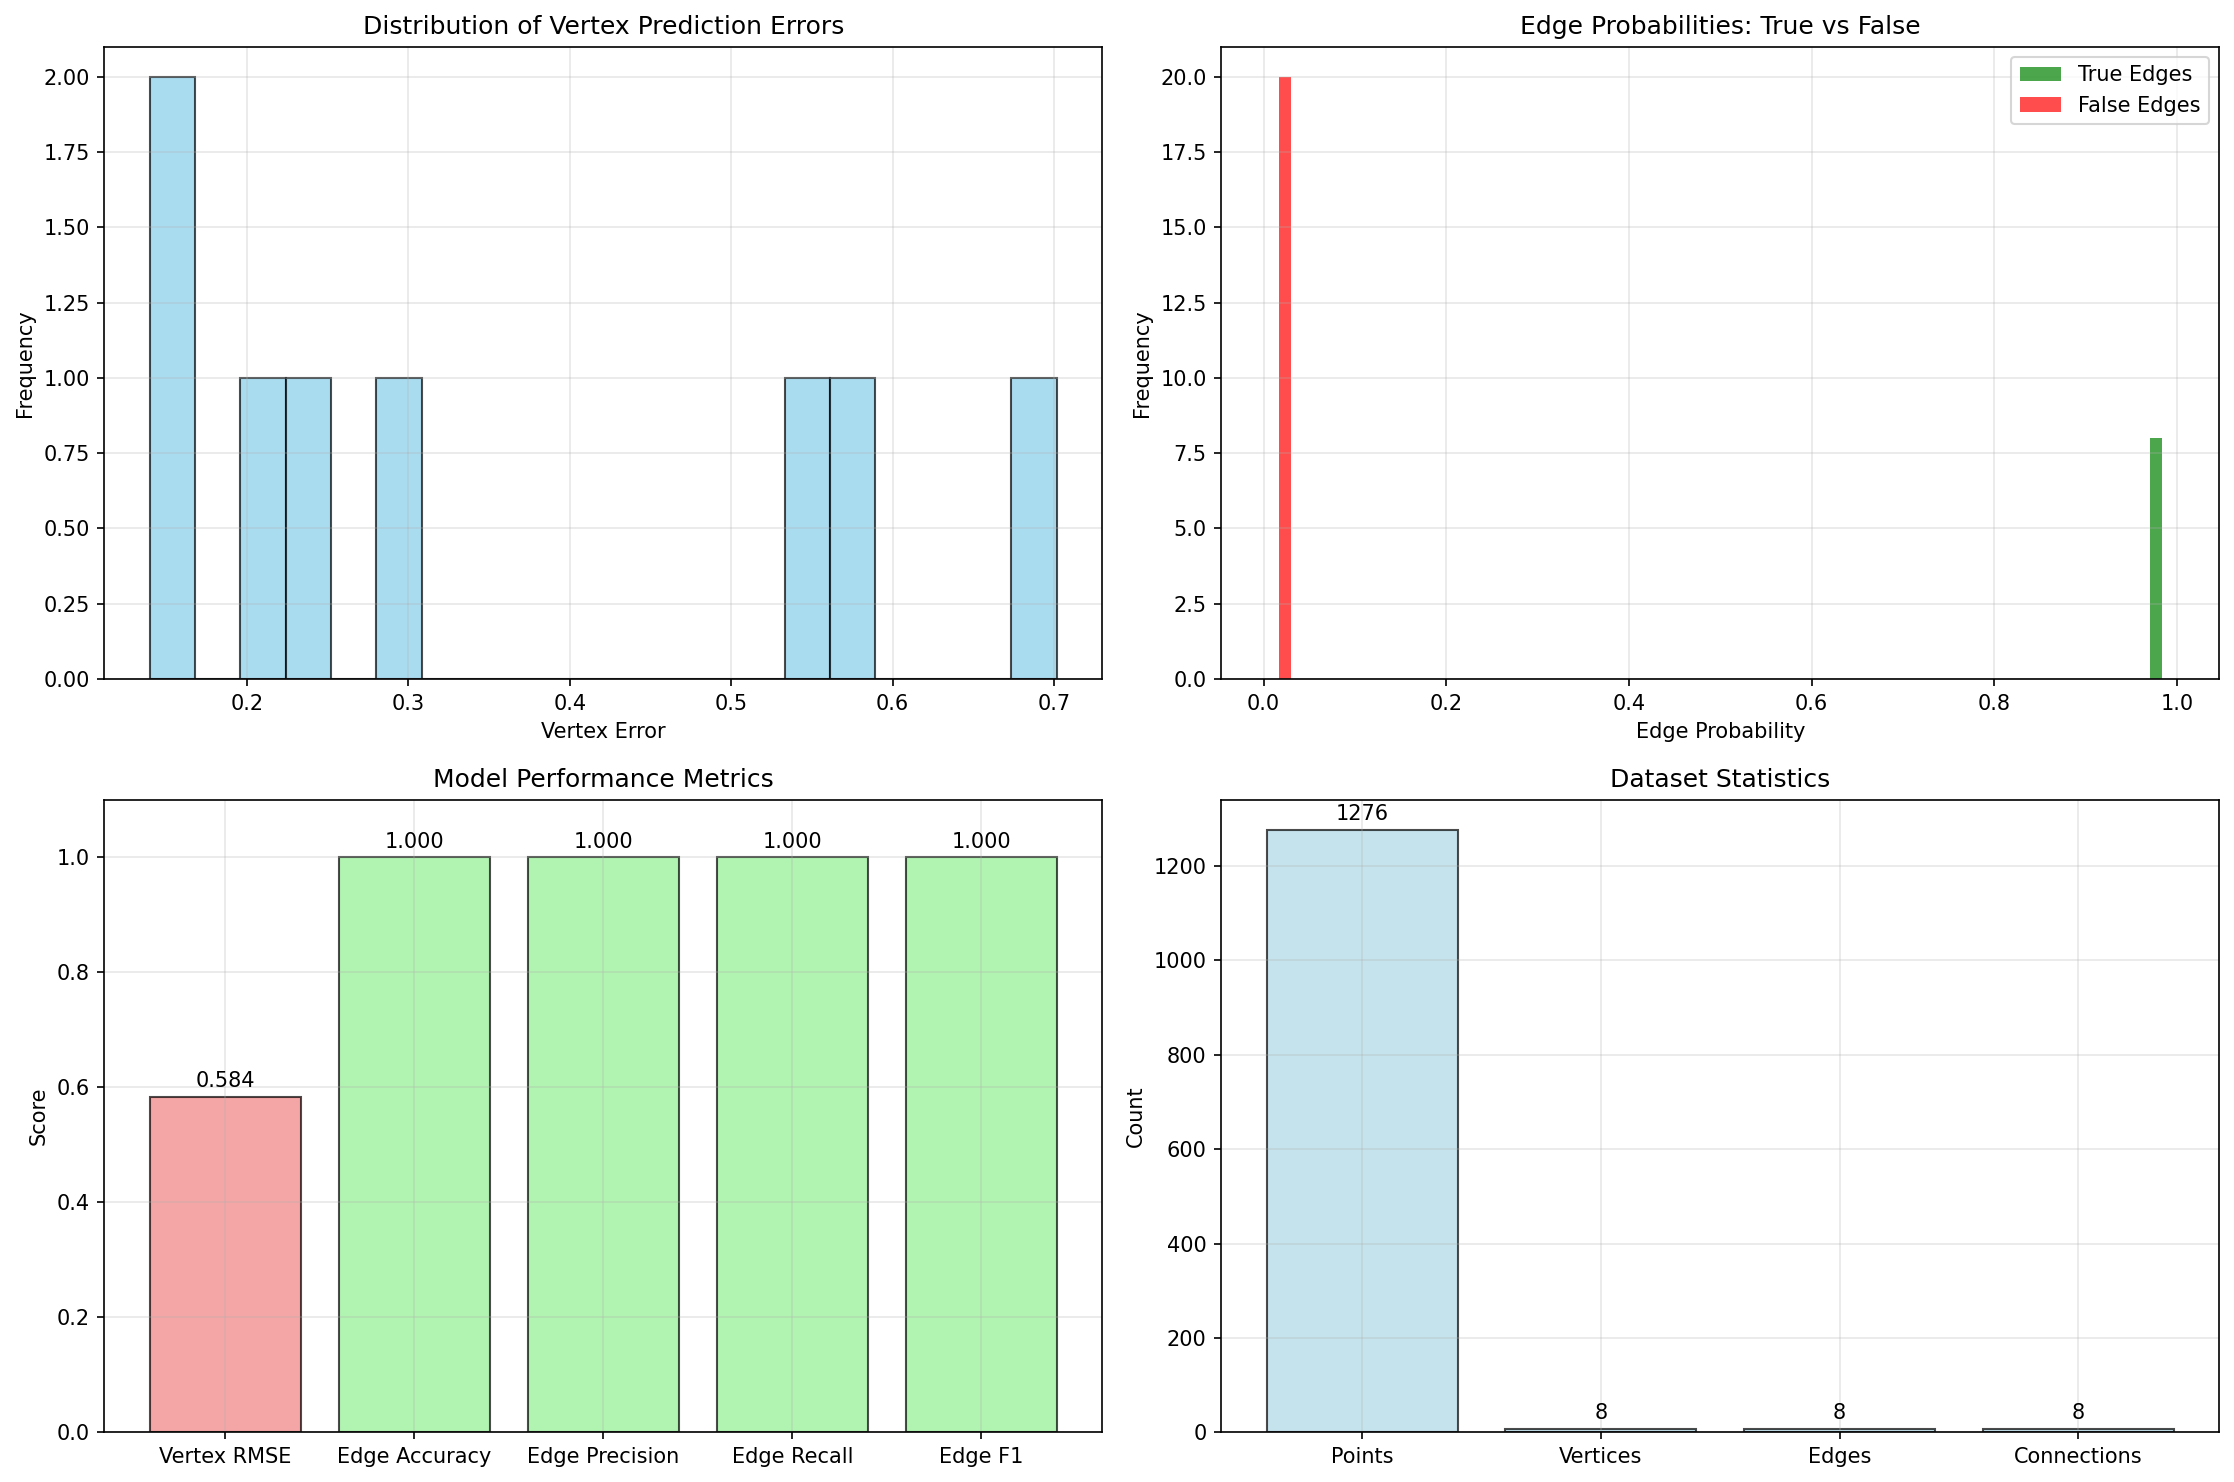 Distribution of Vertex Prediction Errors
Frequency
2.00
1.75
1.50
1.25
1.00
0.75
0.50
0.25
0.00
0.2 0.3 0.4 0.5 0.6 0.7
Vertex Error
Edge Probabilities: True vs False
True Edges
False Edges
Frequency
20.0
17.5
15.0
12.5
10.0
7.5
5.0
2.5
0.0
0.0 0.2 0.4 0.6 0.8 1.0
Edge Probability
Model Performance Metrics
Score
1.0
0.8
0.6
0.4
0.2
0.0
0.584 1.000 1.000 1.000 1.000
Vertex RMSE Edge Accuracy Edge Precision Edge Recall Edge F1
Dataset Statistics
Count
1200
1000
800
600
400
200
0
1276 8 8 8
Points Vertices Edges Connections